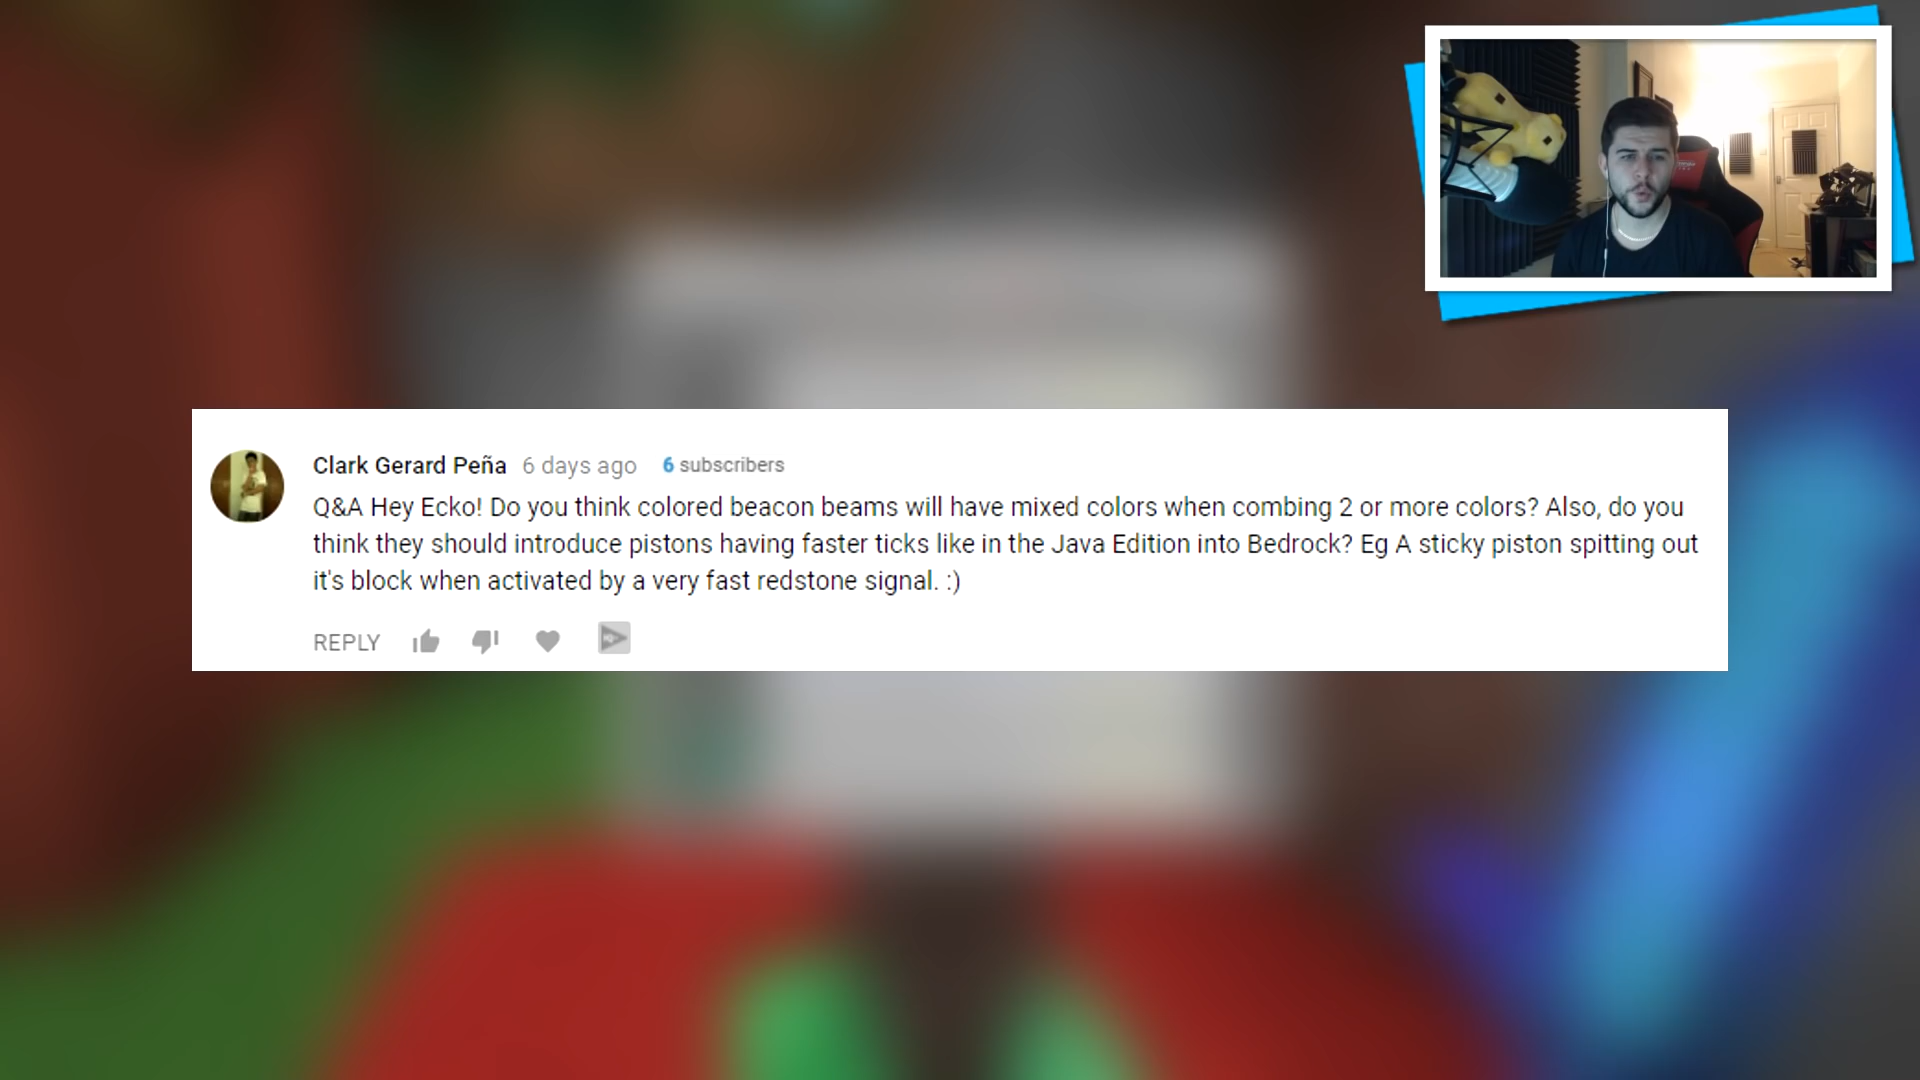 Clark Gerard Peña 6 days ago 6 subscribers
Q&A Hey Ecko! Do you think colored beacon beams will have mixed colors when combing 2 or more colors? Also, do you
think they should introduce pistons having faster ticks like in the Java Edition into Bedrock? Eg A sticky piston spitting out
it's block when activated by a very fast redstone signal. :)
REPLY